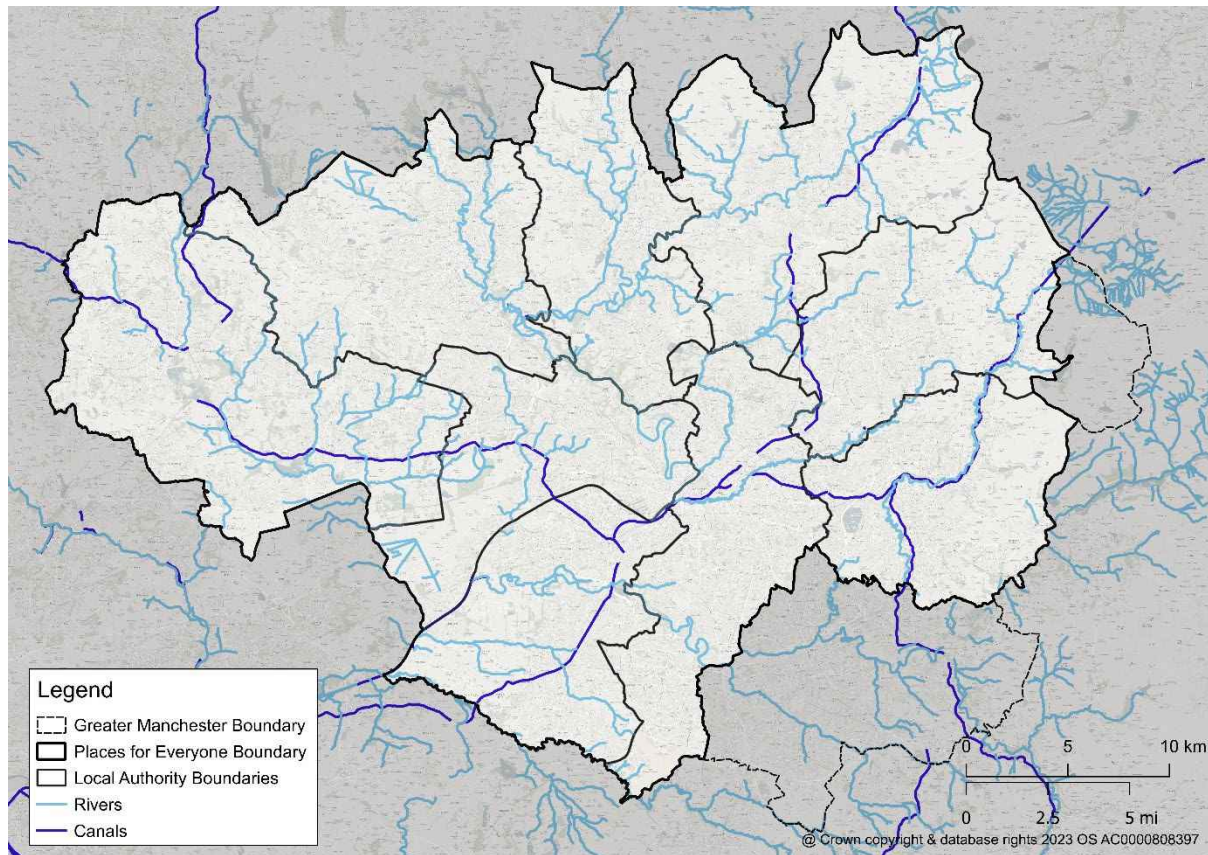 Legend
Greater Manchester Boundary
Places for Everyone Boundary
Local Authority Boundaries
Rivers
Canals
0 5 10 km
0 2.5 5 mi
@ Crown copyright & database rights 2023 OS AC0000808397